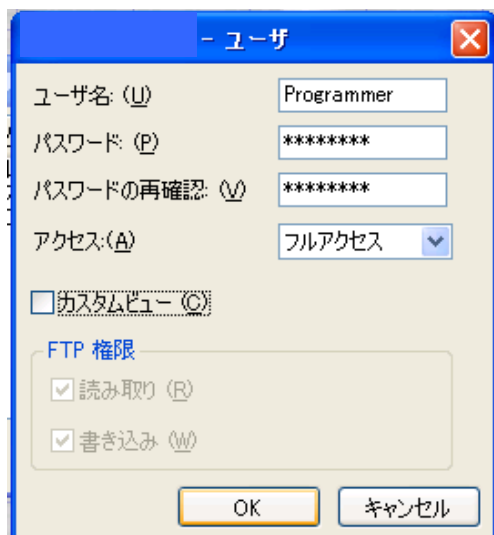 - ユーザ
ユーザ名: (U) Programmer
パスワード: (P) ********
パスワードの再確認: (V) ********
アクセス:(A) フルアクセス
カスタムビュー (C)
FTP 権限
読み取り (R)
書き込み (W)
OK キャンセル